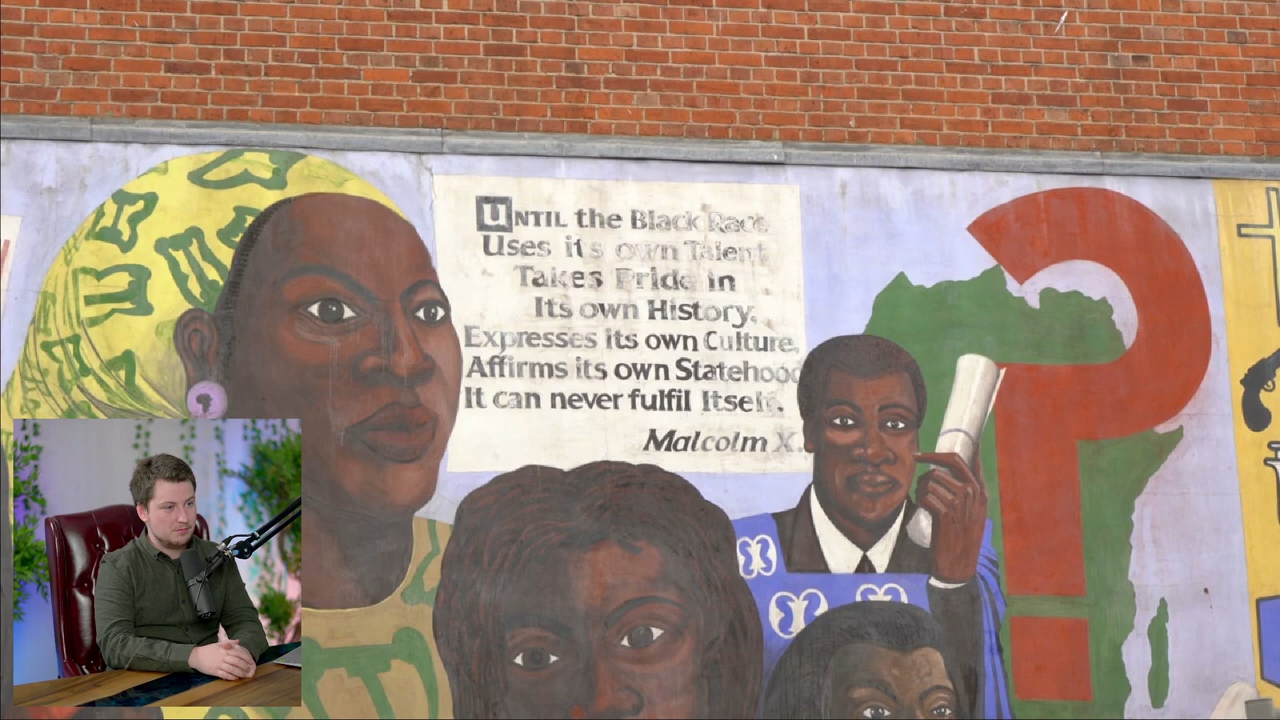 UNTIL the Black Race
Uses its own Talent
Takes Pride in
Its own History,
Expresses its own Culture,
Affirms its own Statehood
It can never fulfil Itself.
Malcolm X.